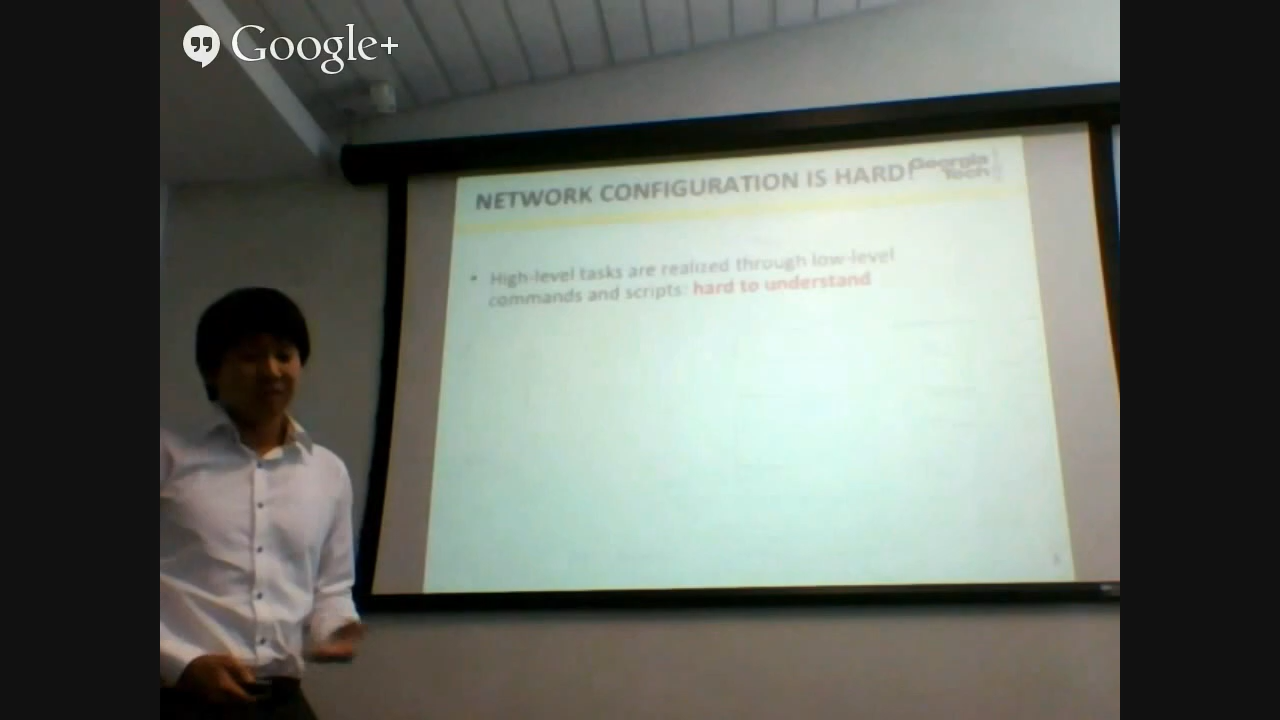 Google+
NETWORK CONFIGURATION IS HARD!
Georgia
Tech
• High-level tasks are realized through low-level
commands and scripts: hard to understand